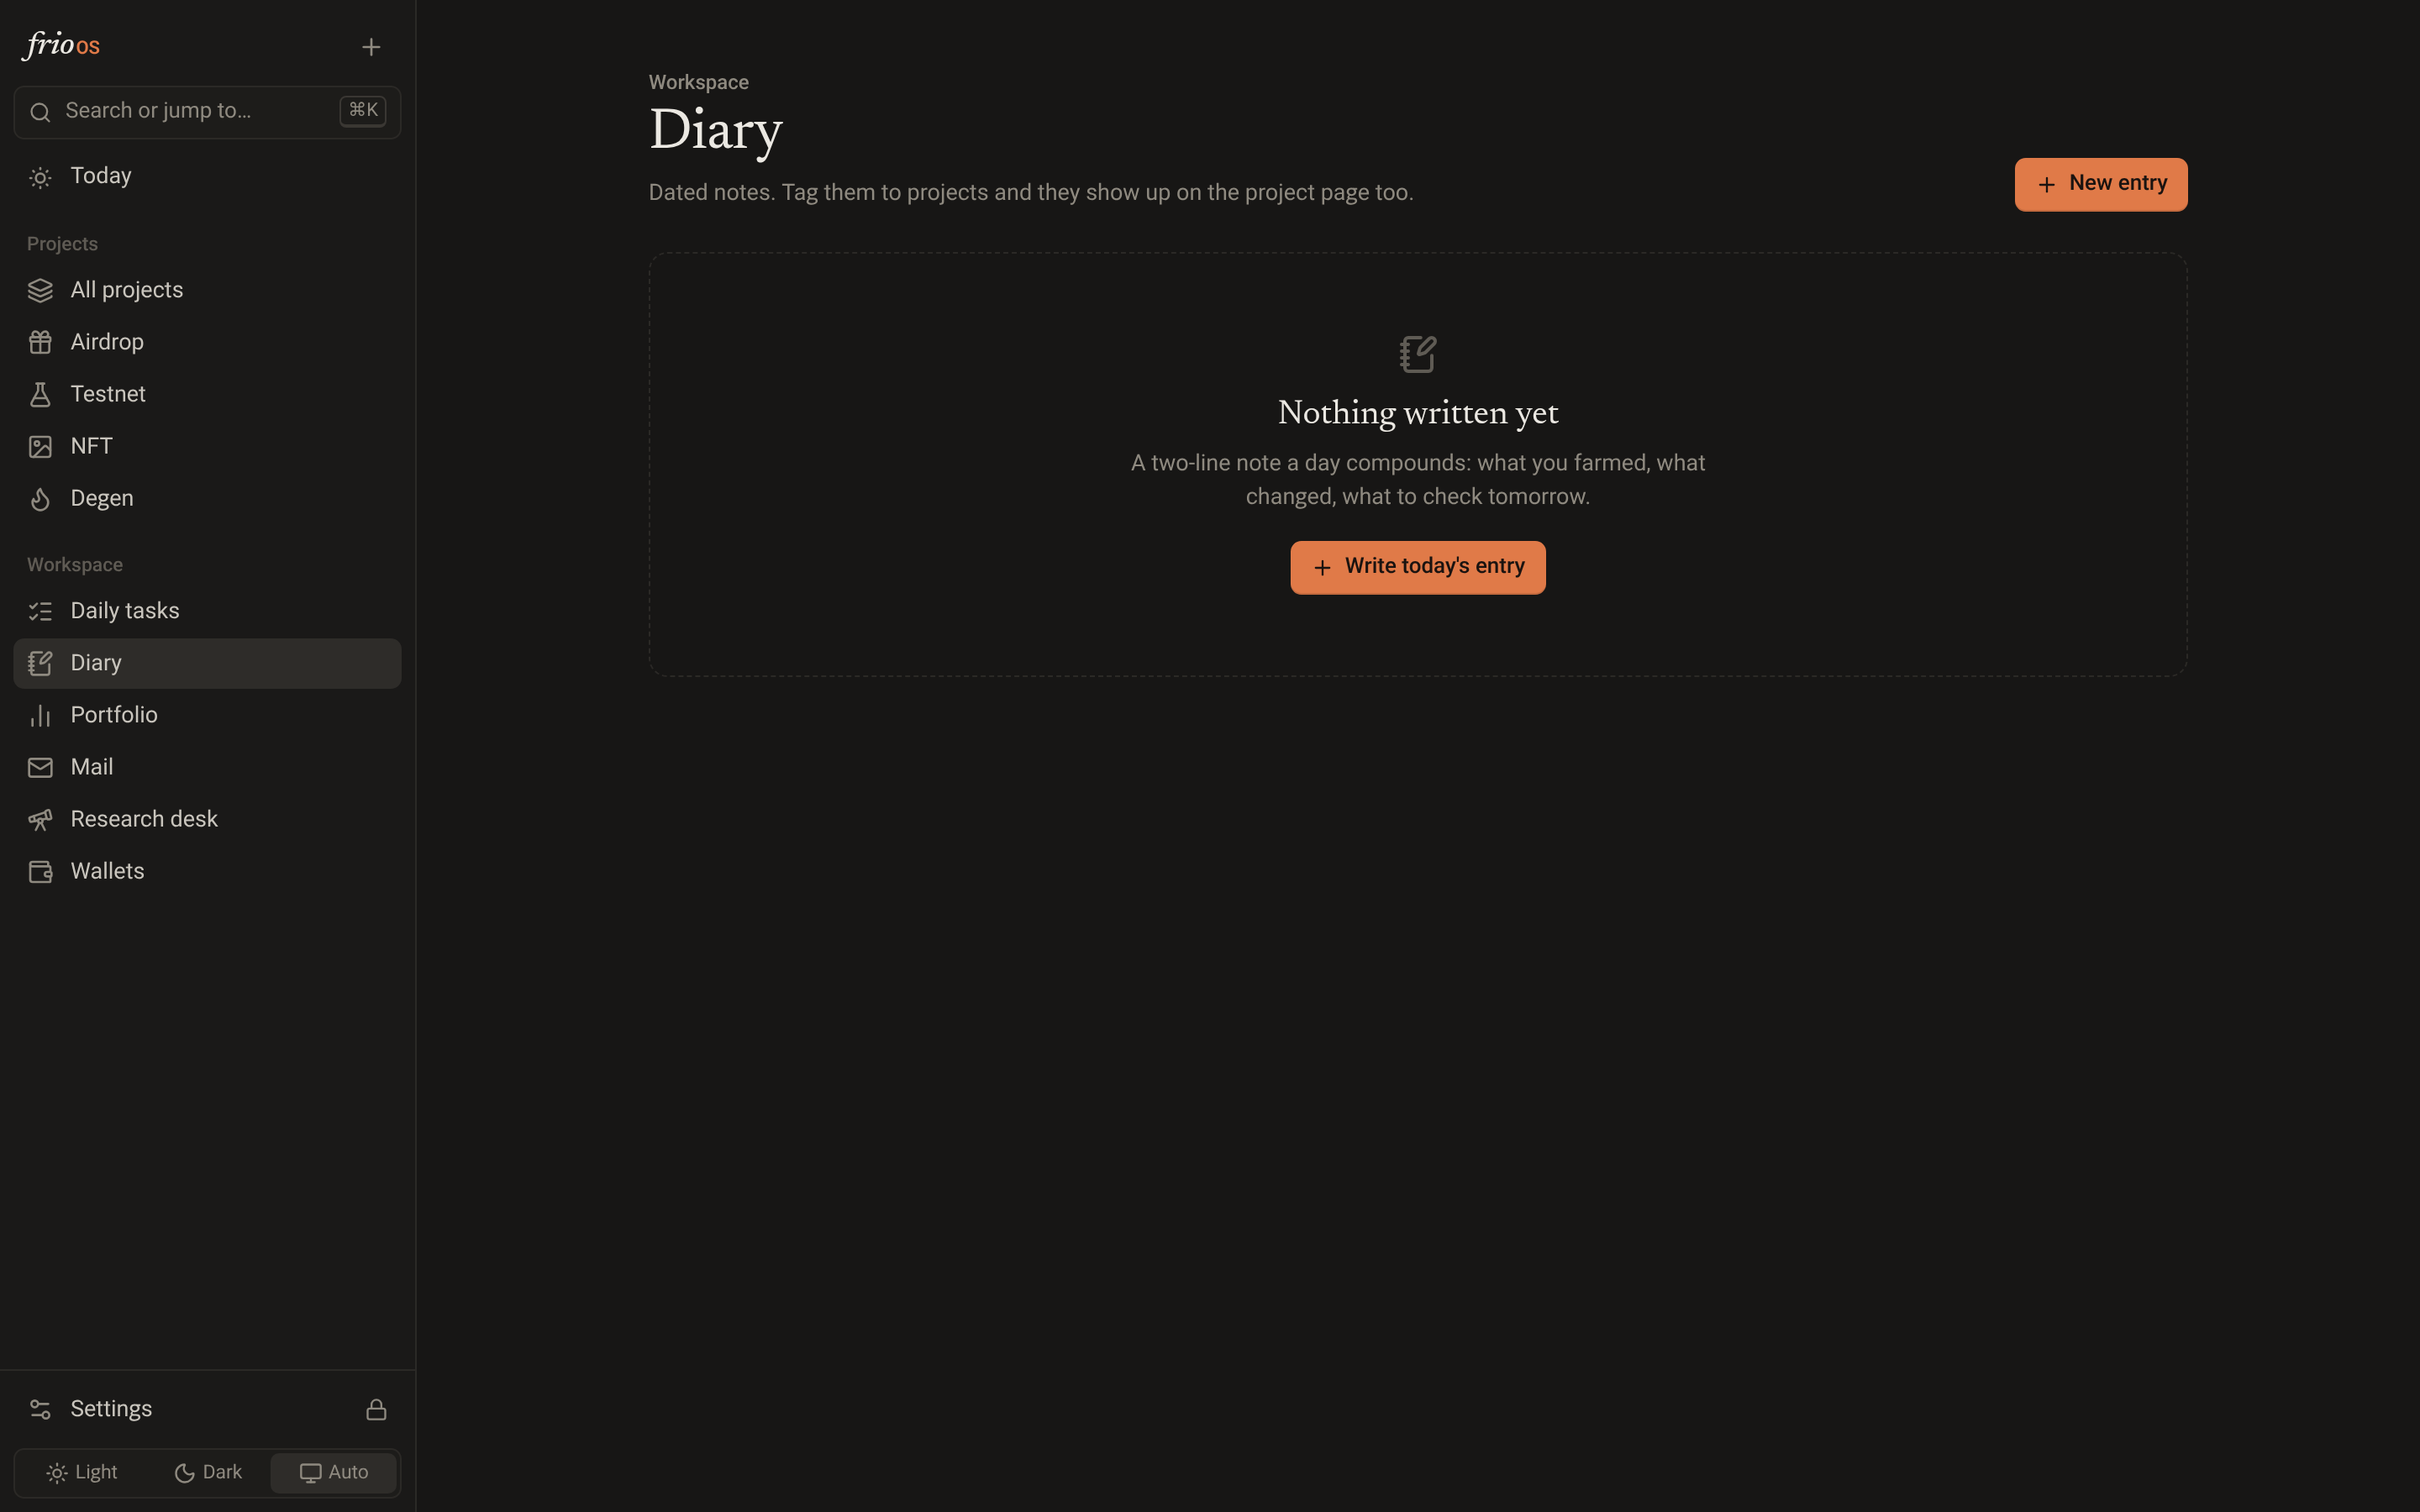 frio os
Search or jump to... ⌘K
Today
Projects
All projects
Airdrop
Testnet
NFT
Degen
Workspace
Daily tasks
Diary
Portfolio
Mail
Research desk
Wallets
Settings
Light Dark Auto
Workspace
Diary
Dated notes. Tag them to projects and they show up on the project page too.
New entry
Nothing written yet
A two-line note a day compounds: what you farmed, what
changed, what to check tomorrow.
Write today's entry